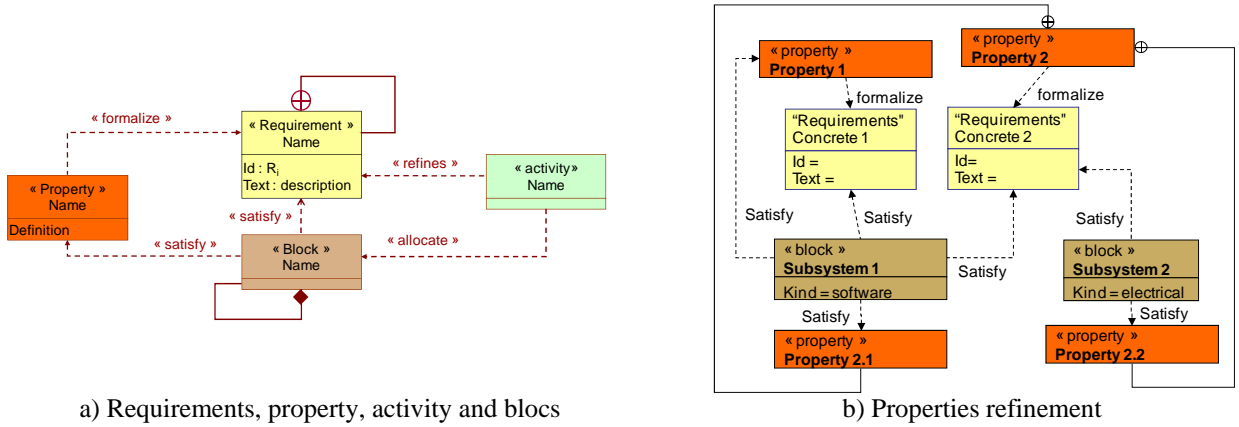 « formalize »
« Requirement »
Name
Id : Ri
Text : description
« refines »
« activity»
Name
« Property »
Name
Definition
« satisfy »
« satisfy »
« Block »
Name
« allocate »
a) Requirements, property, activity and blocs
« property »
Property 1
« property »
Property 2
formalize
formalize
“Requirements”
Concrete 1
Id =
Text =
“Requirements”
Concrete 2
Id=
Text =
Satisfy
Satisfy
Satisfy
Satisfy
« block »
Subsystem 1
Kind = software
« block »
Subsystem 2
Kind = electrical
Satisfy
Satisfy
« property »
Property 2.1
« property »
Property 2.2
b) Properties refinement